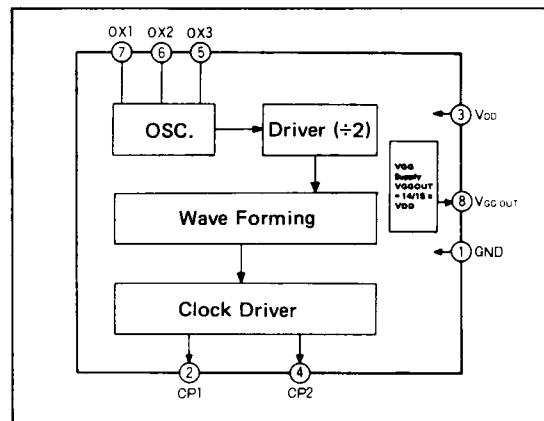 OX1 OX2 OX3
7 6 5
OSC.
Driver (÷2)
3 VDD
VGG
Supply
VGGOUT
= 14/15 x
VDD
8 VGG OUT
Wave Forming
1 GND
Clock Driver
2 4
CP1 CP2